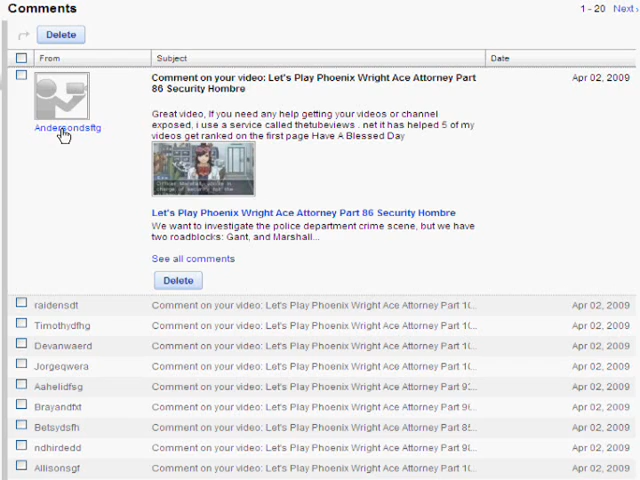 Comments
1 - 20 Next ›
Delete
From Subject Date
Comment on your video: Let's Play Phoenix Wright Ace Attorney Part
86 Security Hombre
Apr 02, 2009
Great video, If you need any help getting your videos or channel
exposed, i use a service called thetubeviews . net it has helped 5 of my
videos get ranked on the first page Have A Blessed Day
Andersondsftg
Let's Play Phoenix Wright Ace Attorney Part 86 Security Hombre
We want to investigate the police department crime scene, but we have
two roadblocks: Gant, and Marshall...
See all comments
Delete
raidensdt Comment on your video: Let's Play Phoenix Wright Ace Attorney Part Apr 02, 2009
Timothydfhg Comment on your video: Let's Play Phoenix Wright Ace Attorney Part Apr 02, 2009
Devanwaerd Comment on your video: Let's Play Phoenix Wright Ace Attorney Part Apr 02, 2009
Jorgeqwera Comment on your video: Let's Play Phoenix Wright Ace Attorney Part Apr 02, 2009
Aahelidfsg Comment on your video: Let's Play Phoenix Wright Ace Attorney Part Apr 02, 2009
Brayandfxt Comment on your video: Let's Play Phoenix Wright Ace Attorney Part Apr 02, 2009
Betsydsfh Comment on your video: Let's Play Phoenix Wright Ace Attorney Part Apr 02, 2009
ndhirdedd Comment on your video: Let's Play Phoenix Wright Ace Attorney Part Apr 02, 2009
Allisonsgf Comment on your video: Let's Play Phoenix Wright Ace Attorney Part Apr 02, 2009